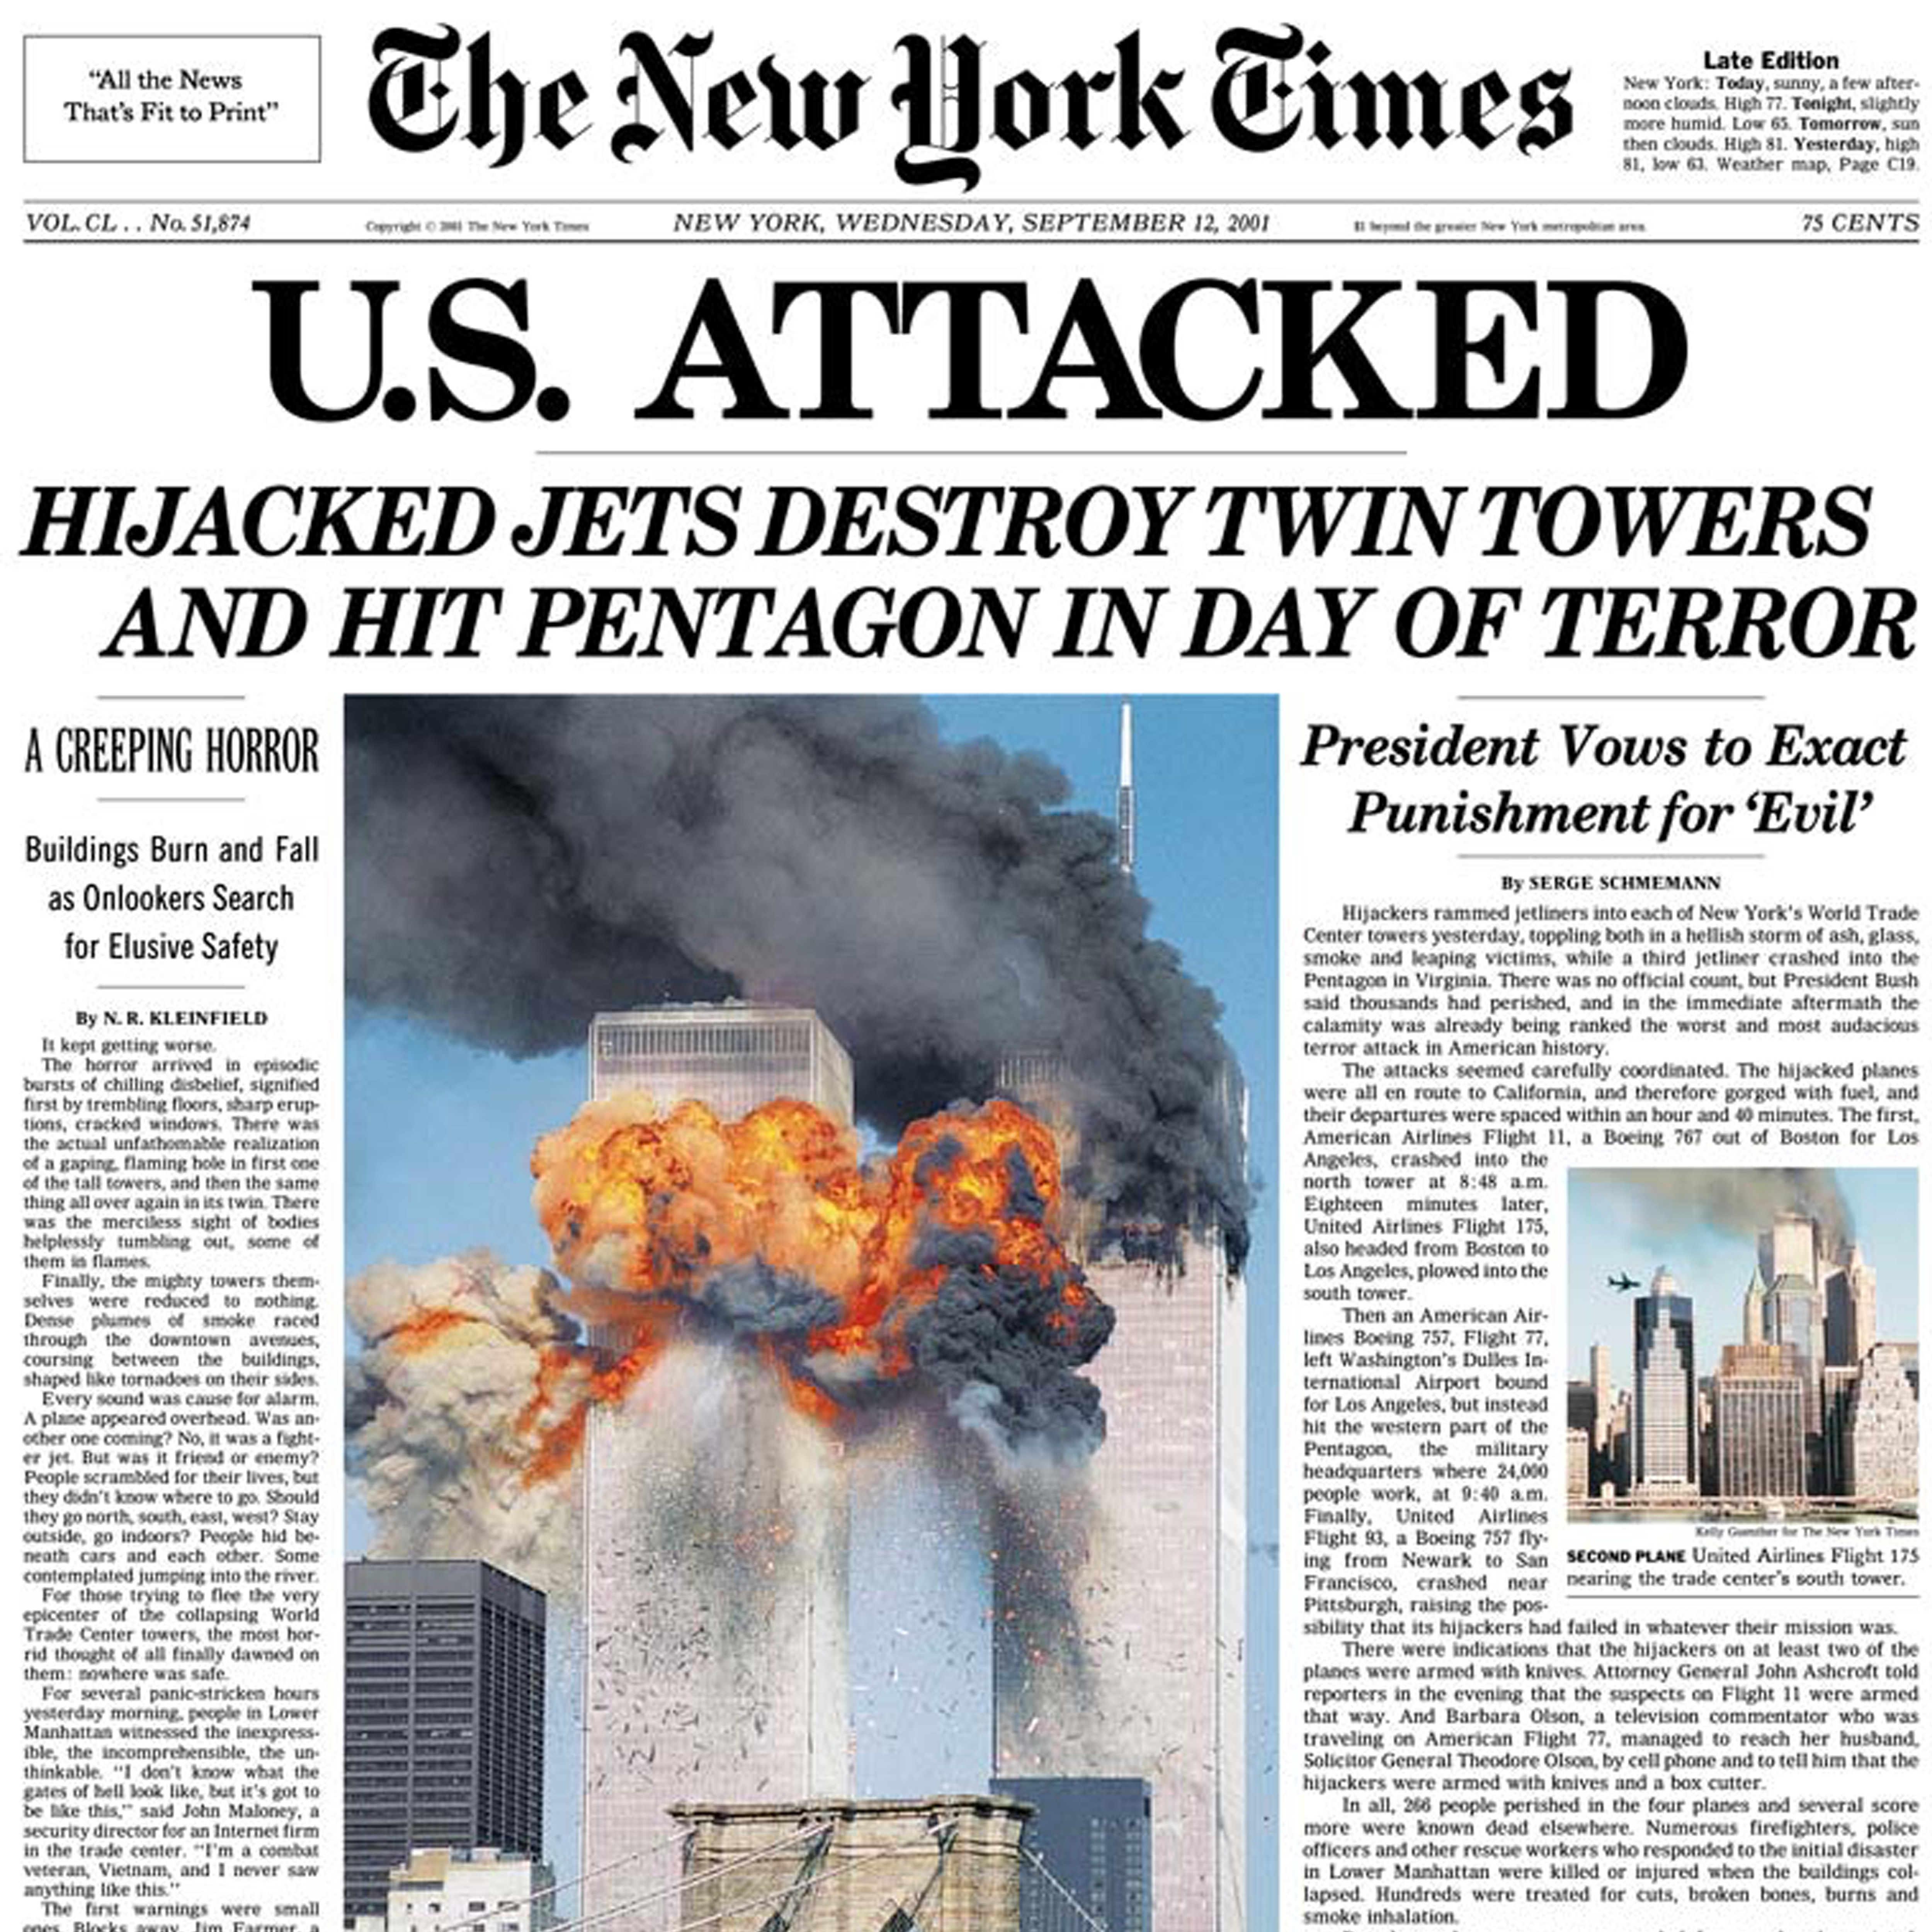 “All the News
That’s Fit to Print”
The New York Times
Late Edition
New York: Today, sunny, a few after-
noon clouds. High 77. Tonight, slightly
more humid. Low 65. Tomorrow, sun
then clouds. High 81. Yesterday, high
81, low 63. Weather map, Page C19.
VOL. CL . . No. 51,874
Copyright © 2001 The New York Times
NEW YORK, WEDNESDAY, SEPTEMBER 12, 2001
$1 beyond the greater New York metropolitan area.
75 CENTS
U.S. ATTACKED
HIJACKED JETS DESTROY TWIN TOWERS
AND HIT PENTAGON IN DAY OF TERROR
A CREEPING HORROR
Buildings Burn and Fall
as Onlookers Search
for Elusive Safety
By N. R. KLEINFIELD
It kept getting worse.
The horror arrived in episodic
bursts of chilling disbelief, signified
first by trembling floors, sharp erup-
tions, cracked windows. There was
the actual unfathomable realization
of a gaping, flaming hole in first one
of the tall towers, and then the same
thing all over again in its twin. There
was the merciless sight of bodies
helplessly tumbling out, some of
them in flames.
Finally, the mighty towers them-
selves were reduced to nothing.
Dense plumes of smoke raced
through the downtown avenues,
coursing between the buildings,
shaped like tornadoes on their sides.
Every sound was cause for alarm.
A plane appeared overhead. Was an-
other one coming? No, it was a fight-
er jet. But was it friend or enemy?
People scrambled for their lives, but
they didn’t know where to go. Should
they go north, south, east, west? Stay
outside, go indoors? People hid be-
neath cars and each other. Some
contemplated jumping into the river.
For those trying to flee the very
epicenter of the collapsing World
Trade Center towers, the most hor-
rid thought of all finally dawned on
them: nowhere was safe.
For several panic-stricken hours
yesterday morning, people in Lower
Manhattan witnessed the inexpress-
ible, the incomprehensible, the un-
thinkable. “I don’t know what the
gates of hell look like, but it’s got to
be like this,” said John Maloney, a
security director for an Internet firm
in the trade center. “I’m a combat
veteran, Vietnam, and I never saw
anything like this.”
The first warnings were small
ones. Blocks away, Jim Farmer, a
President Vows to Exact
Punishment for ‘Evil’
By SERGE SCHMEMANN
Hijackers rammed jetliners into each of New York’s World Trade
Center towers yesterday, toppling both in a hellish storm of ash, glass,
smoke and leaping victims, while a third jetliner crashed into the
Pentagon in Virginia. There was no official count, but President Bush
said thousands had perished, and in the immediate aftermath the
calamity was already being ranked the worst and most audacious
terror attack in American history.
The attacks seemed carefully coordinated. The hijacked planes
were all en route to California, and therefore gorged with fuel, and
their departures were spaced within an hour and 40 minutes. The first,
American Airlines Flight 11, a Boeing 767 out of Boston for Los
Angeles, crashed into the
north tower at 8:48 a.m.
Eighteen minutes later,
United Airlines Flight 175,
also headed from Boston to
Los Angeles, plowed into the
south tower.
Then an American Air-
lines Boeing 757, Flight 77,
left Washington’s Dulles In-
ternational Airport bound
for Los Angeles, but instead
hit the western part of the
Pentagon, the military
headquarters where 24,000
people work, at 9:40 a.m.
Finally, United Airlines
Flight 93, a Boeing 757 fly-
ing from Newark to San
Francisco, crashed near
Pittsburgh, raising the pos-
sibility that its hijackers had failed in whatever their mission was.
There were indications that the hijackers on at least two of the
planes were armed with knives. Attorney General John Ashcroft told
reporters in the evening that the suspects on Flight 11 were armed
that way. And Barbara Olson, a television commentator who was
traveling on American Flight 77, managed to reach her husband,
Solicitor General Theodore Olson, by cell phone and to tell him that the
hijackers were armed with knives and a box cutter.
In all, 266 people perished in the four planes and several score
more were known dead elsewhere. Numerous firefighters, police
officers and other rescue workers who responded to the initial disaster
in Lower Manhattan were killed or injured when the buildings col-
lapsed. Hundreds were treated for cuts, broken bones, burns and
smoke inhalation.
Kelly Guenther for The New York Times
SECOND PLANE United Airlines Flight 175
nearing the trade center’s south tower.